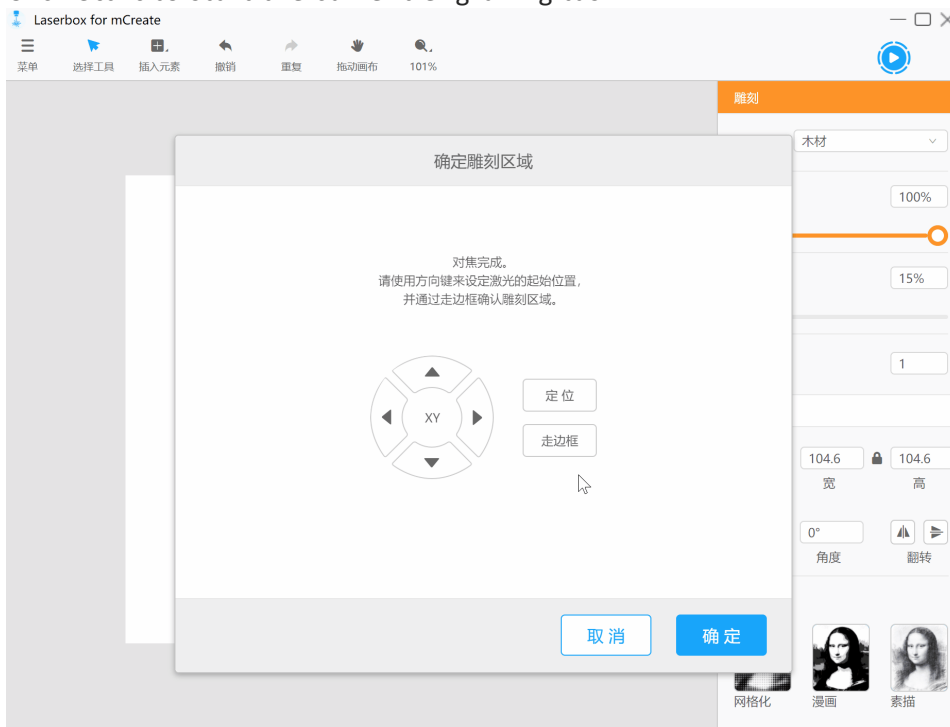 Laserbox for mCreate
菜单 选择工具 插入元素 撤销 重复 拖动画布 101%
雕刻
木材
确定雕刻区域
100%
对焦完成。
请使用方向键来设定激光的起始位置，
并通过走边框确认雕刻区域。
15%
1
定位
XY
走边框
104.6 104.6
宽 高
0°
角度 翻转
取消 确定
网格化 漫画 素描